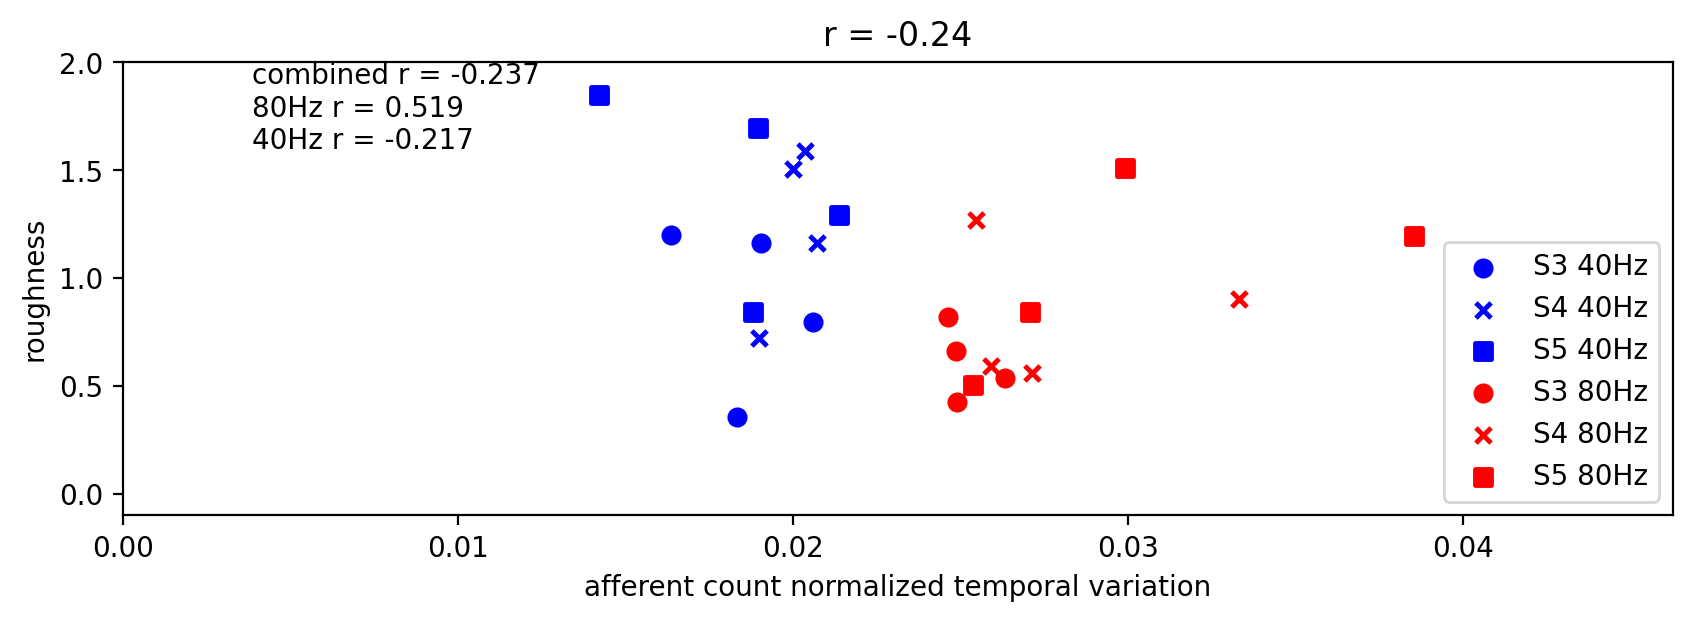 r = -0.24
combined r = -0.237
80Hz r = 0.519
40Hz r = -0.217
2.0
1.5
1.0
0.5
0.0
roughness
S3 40Hz
S4 40Hz
S5 40Hz
S3 80Hz
S4 80Hz
S5 80Hz
0.00 0.01 0.02 0.03 0.04
afferent count normalized temporal variation